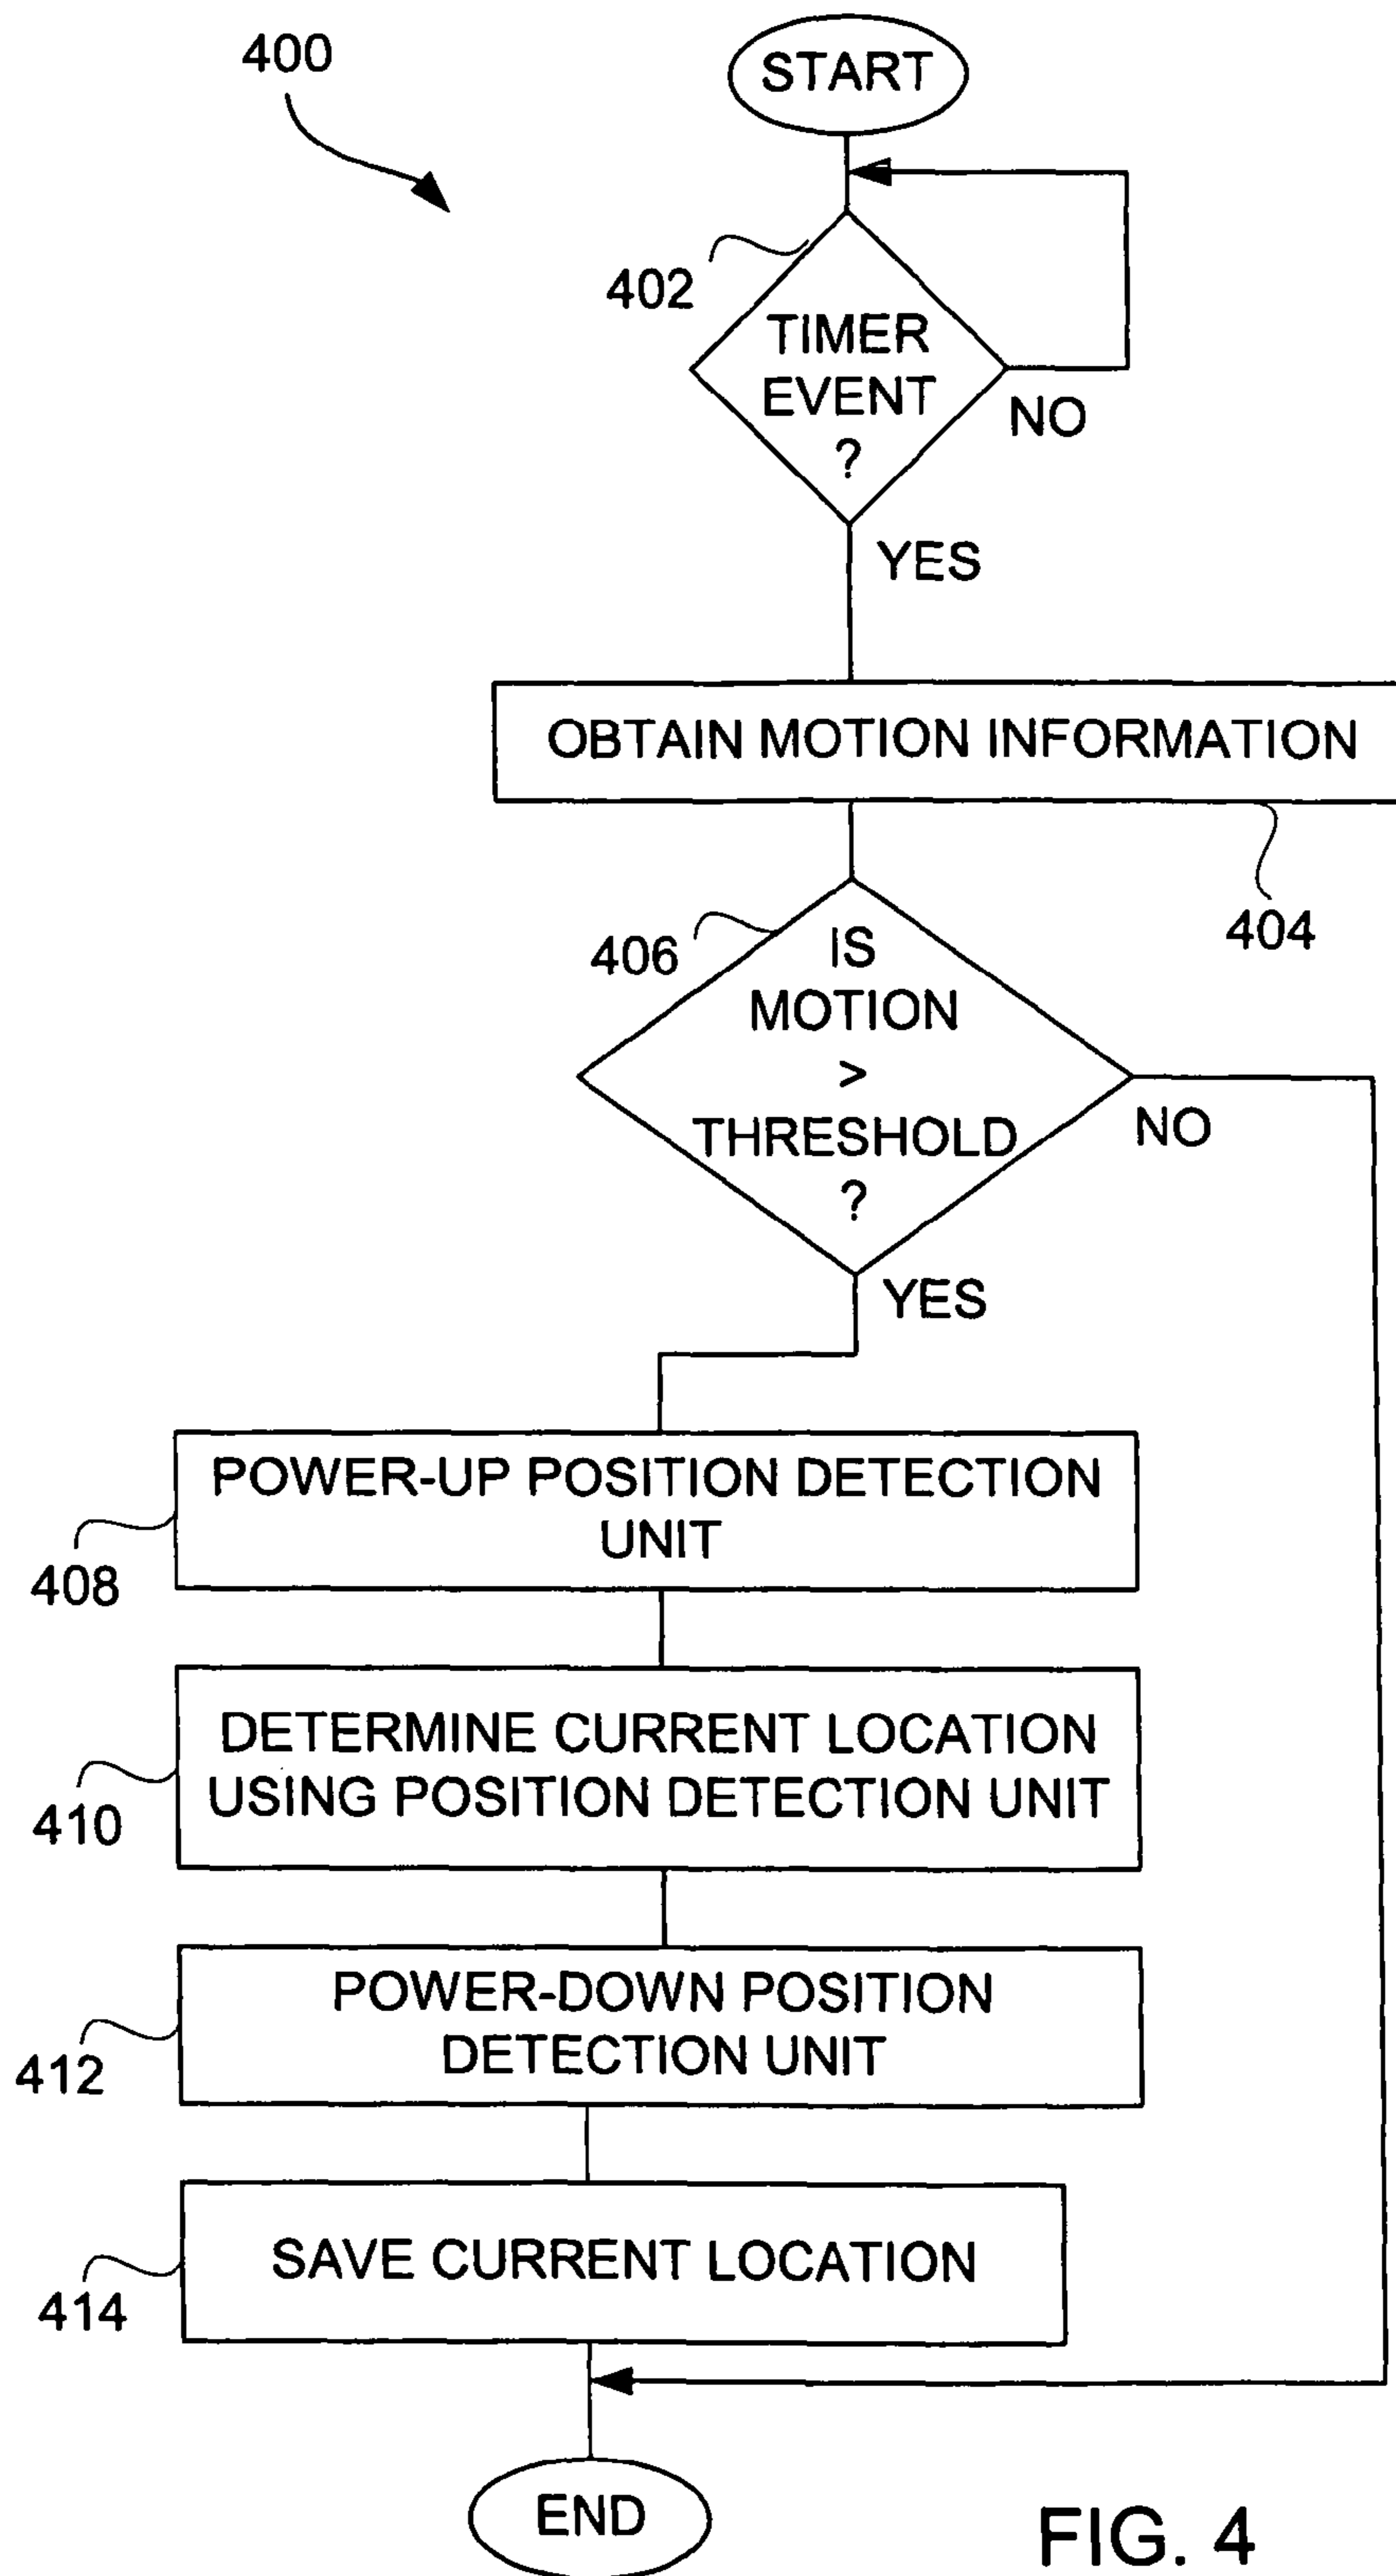 400
START
402
TIMER
EVENT
?
NO
YES
OBTAIN MOTION INFORMATION
404
406
IS
MOTION
>
THRESHOLD
?
NO
YES
POWER-UP POSITION DETECTION
UNIT
408
DETERMINE CURRENT LOCATION
USING POSITION DETECTION UNIT
410
POWER-DOWN POSITION
DETECTION UNIT
412
SAVE CURRENT LOCATION
414
END
FIG. 4